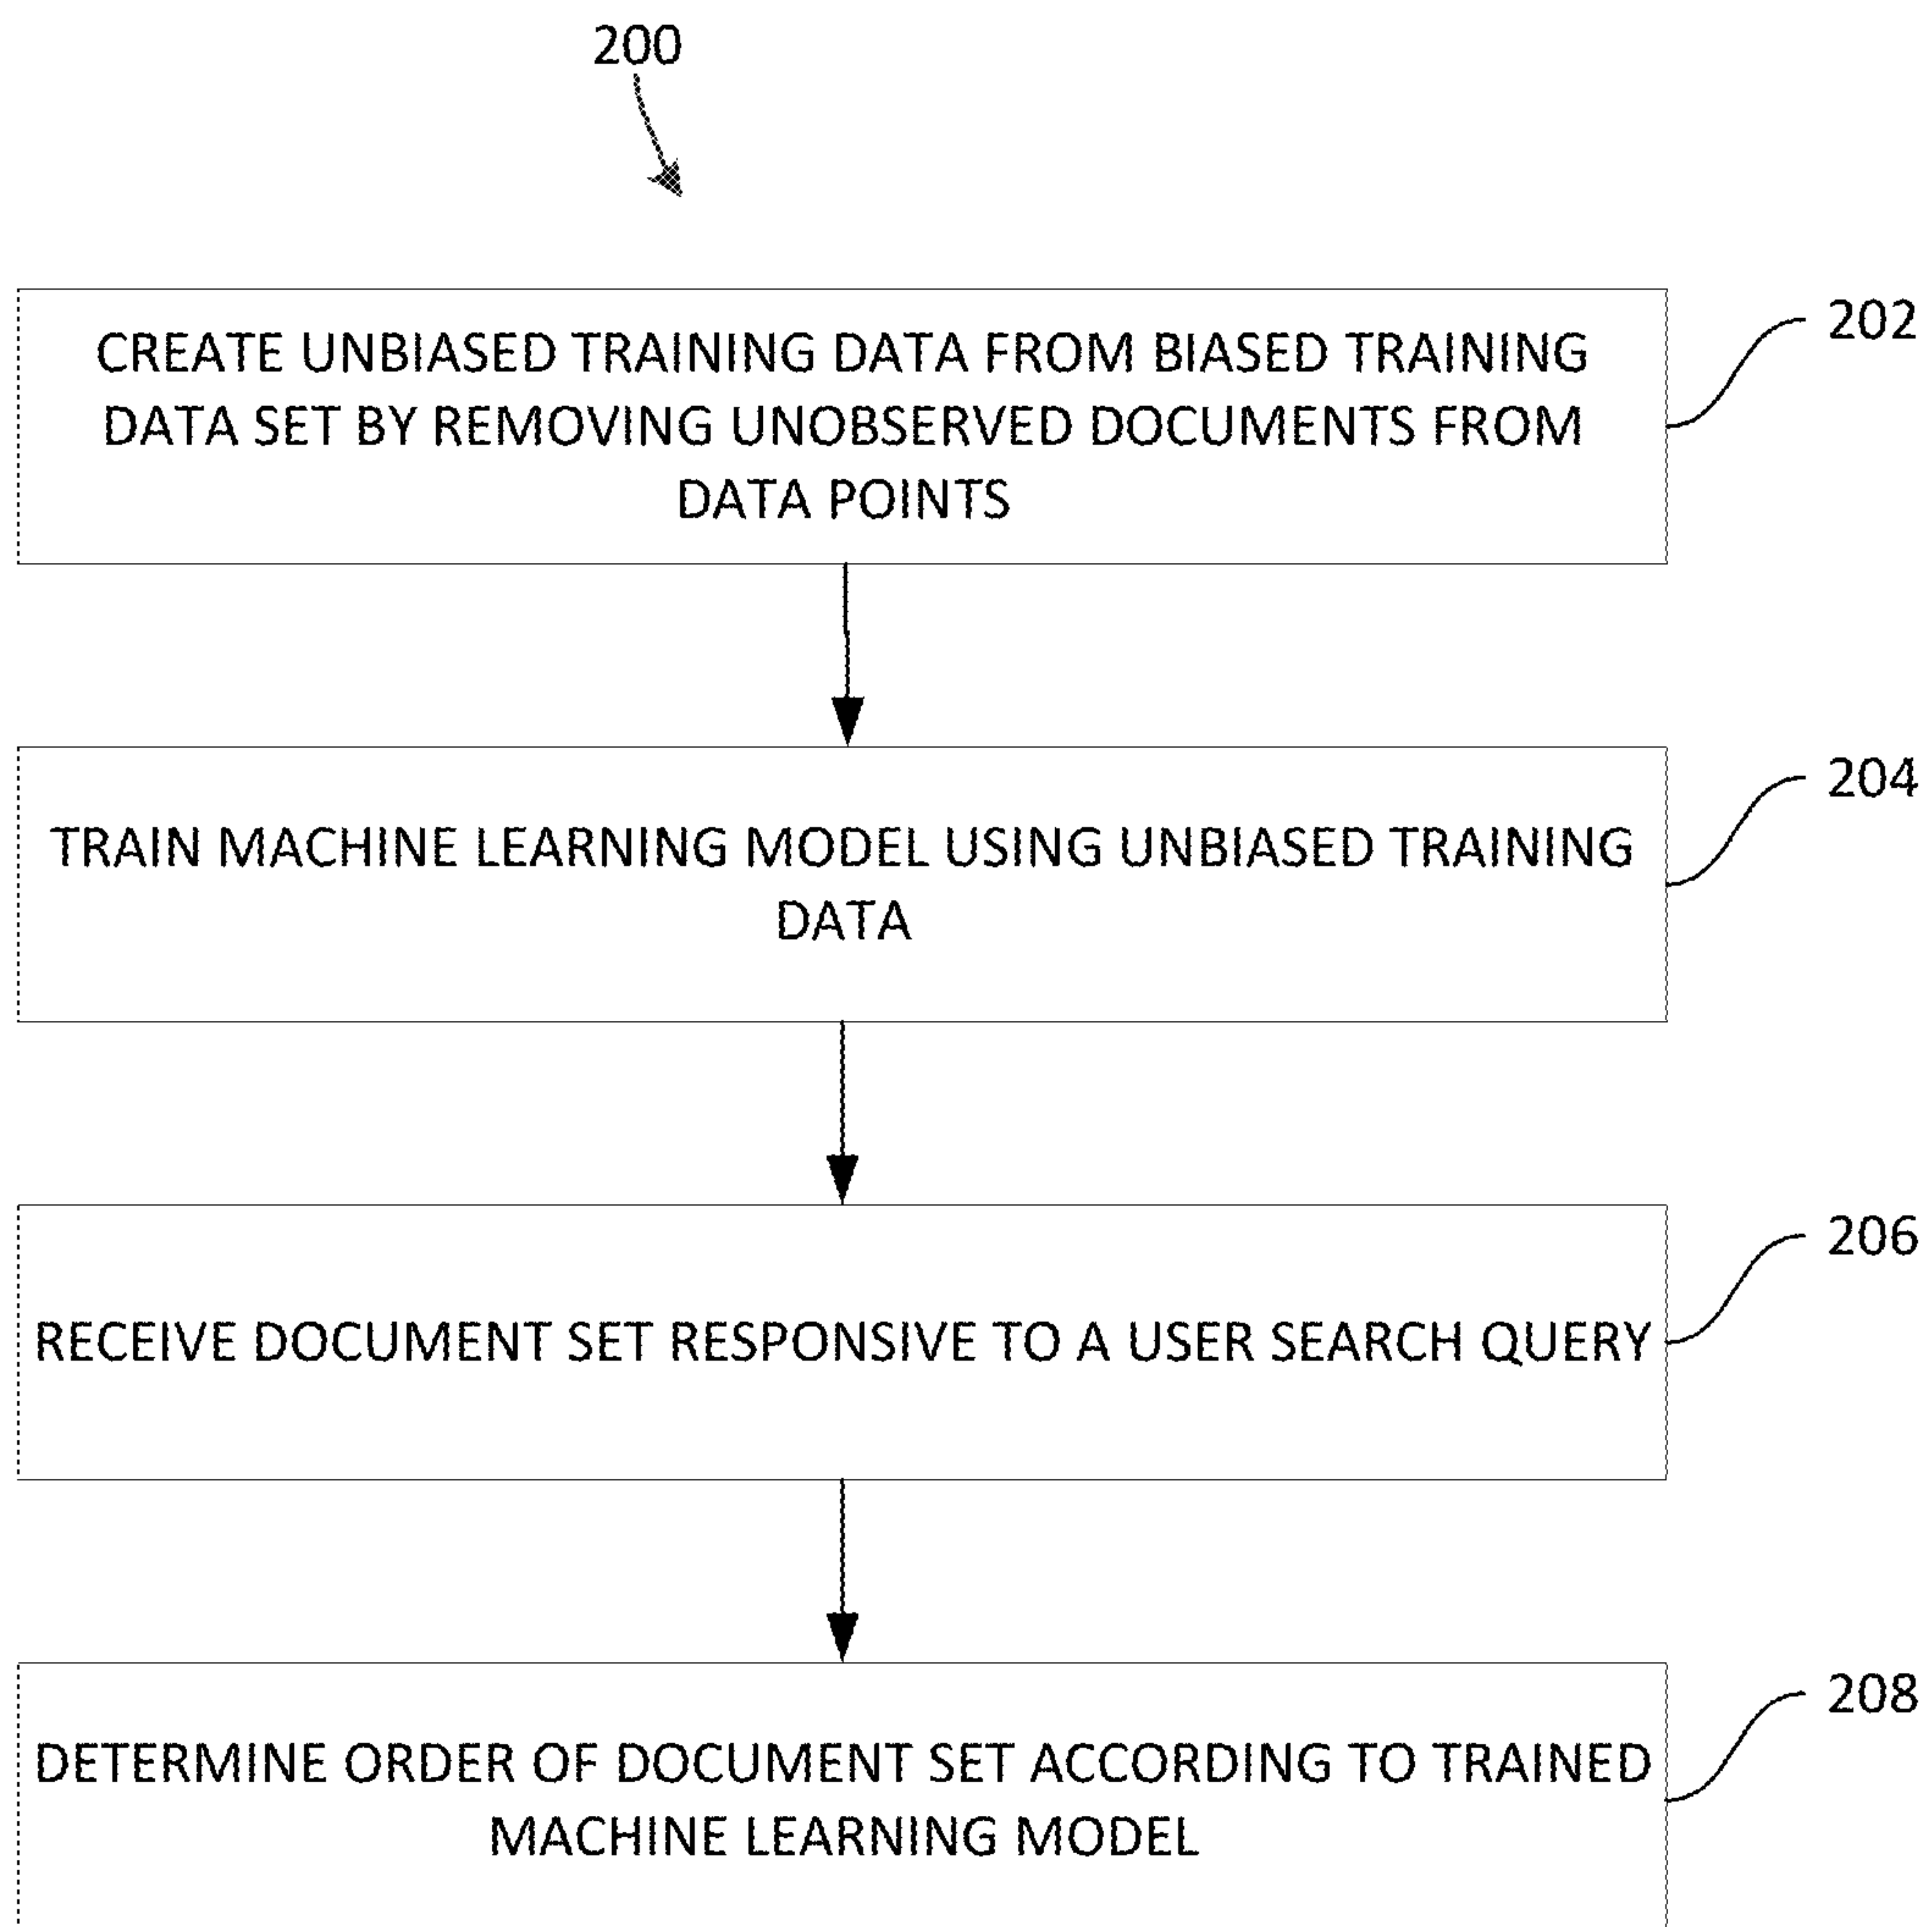 200
CREATE UNBIASED TRAINING DATA FROM BIASED TRAINING
DATA SET BY REMOVING UNOBSERVED DOCUMENTS FROM
DATA POINTS
202
TRAIN MACHINE LEARNING MODEL USING UNBIASED TRAINING
DATA
204
RECEIVE DOCUMENT SET RESPONSIVE TO A USER SEARCH QUERY
206
DETERMINE ORDER OF DOCUMENT SET ACCORDING TO TRAINED
MACHINE LEARNING MODEL
208